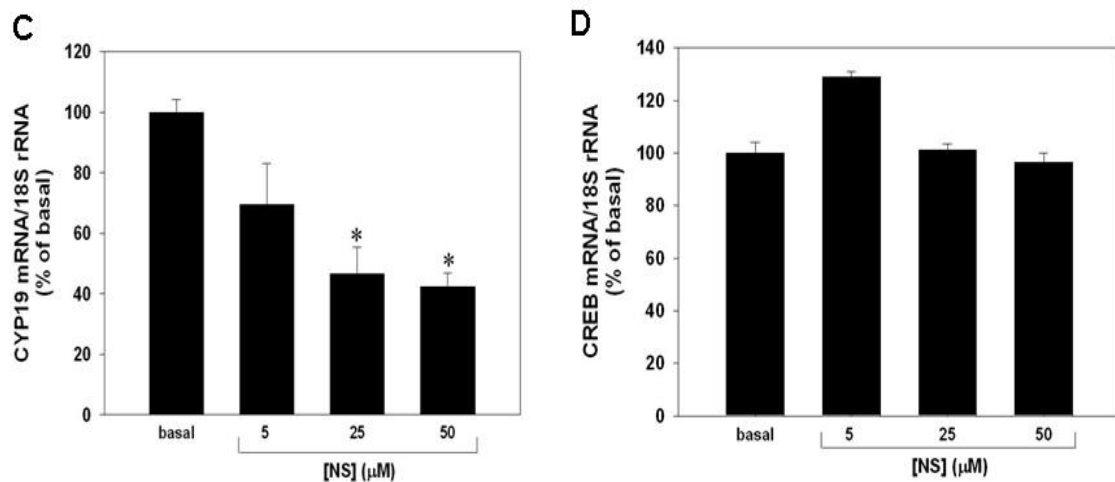 C
CYP19 mRNA/18S rRNA
(% of basal)
120
100
80
60
40
20
0
*
*
basal
5
25
50
[NS] (µM)
D
CREB mRNA/18S rRNA
(% of basal)
140
120
100
80
60
40
20
0
basal
5
25
50
[NS] (µM)